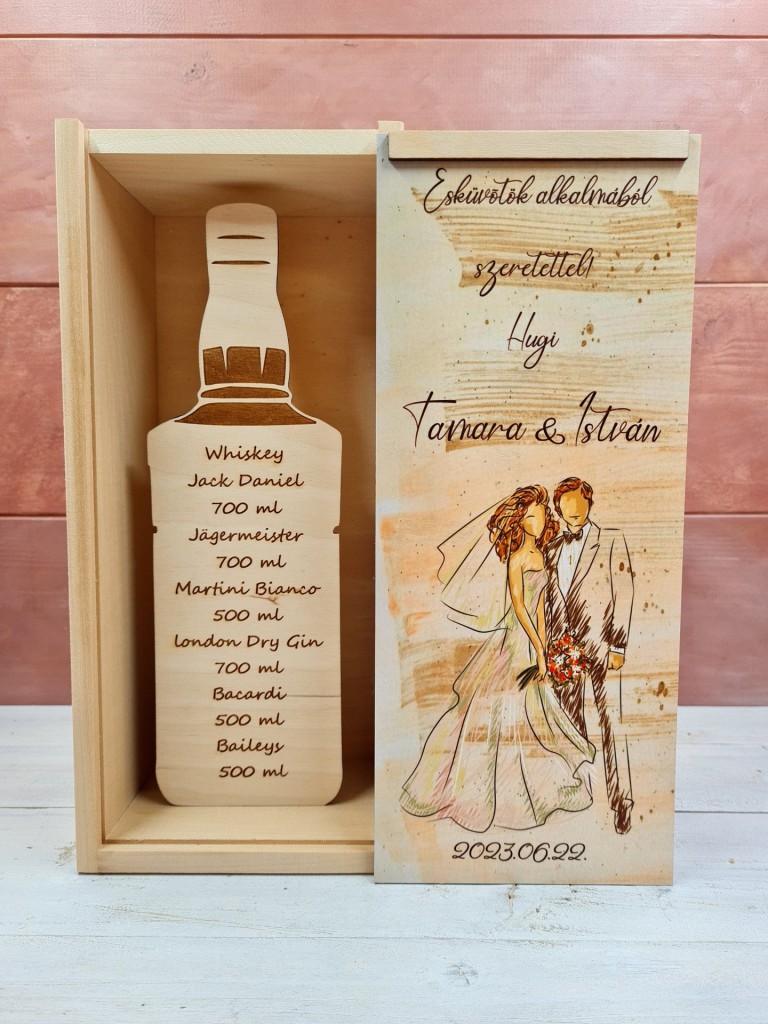 Whiskey
Jack Daniel
700 ml
Jägermeister
700 ml
Martini Bianco
500 ml
london Dry Gin
700 ml
Bacardi
500 ml
Baileys
500 ml
Esküvőtök alkalmából
szeretettel!
Hugi
Tamara & István
2023.06.22.